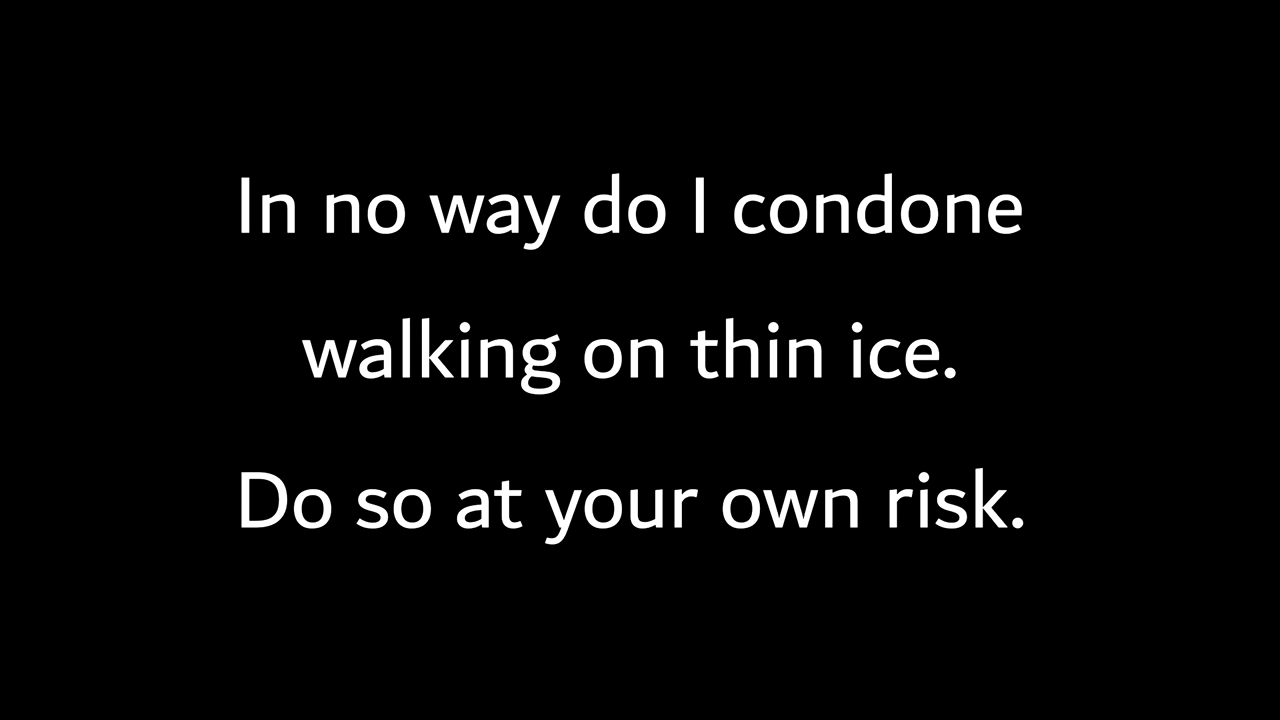 In no way do I condone
walking on thin ice.
Do so at your own risk.